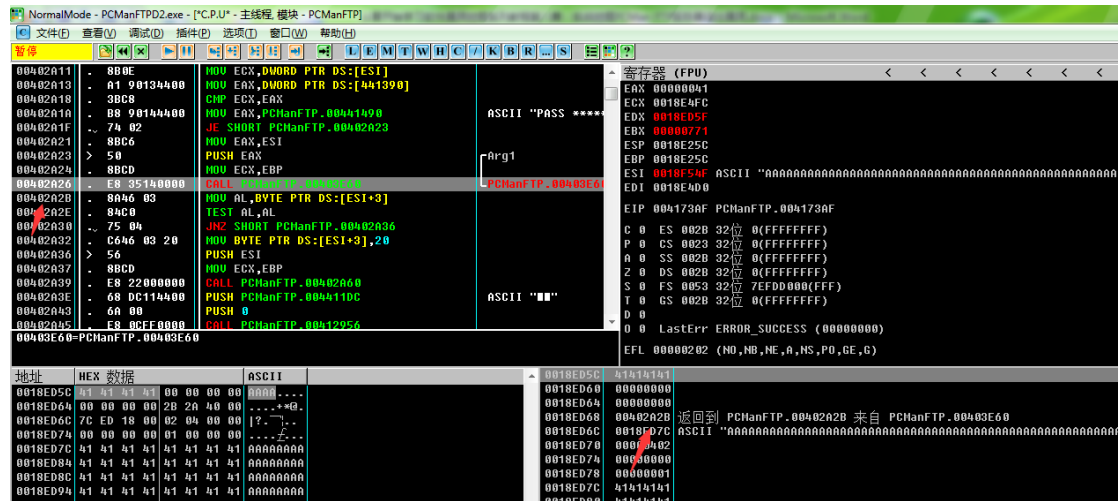 NormalMode - PCManFTPD2.exe - [*C.P.U* - 主线程, 模块 - PCManFTP]
文件(F) 查看(V) 调试(D) 插件(P) 选项(T) 窗口(W) 帮助(H)
暂停 L E M T W H C / K B R ... S ?
00402A11 . 8B0E MOV ECX,DWORD PTR DS:[ESI]
00402A13 . A1 90134400 MOV EAX,DWORD PTR DS:[441390]
00402A18 . 3BC8 CMP ECX,EAX
00402A1A . B8 90144400 MOV EAX,PCManFTP.00441490 ASCII "PASS ****
00402A1F . 74 02 JE SHORT PCManFTP.00402A23
00402A21 . 8BC6 MOV EAX,ESI
00402A23 > 50 PUSH EAX Arg1
00402A24 . 8BCD MOV ECX,EBP
00402A26 . E8 35140000 CALL PCManFTP.00403E60 PCManFTP.00403E60
00402A2B . 8A46 03 MOV AL,BYTE PTR DS:[ESI+3]
00402A2E . 84C0 TEST AL,AL
00402A30 . 75 04 JNZ SHORT PCManFTP.00402A36
00402A32 . C646 03 20 MOV BYTE PTR DS:[ESI+3],20
00402A36 > 56 PUSH ESI
00402A37 . 8BCD MOV ECX,EBP
00402A39 . E8 22000000 CALL PCManFTP.00402A60
00402A3E . 68 DC114400 PUSH PCManFTP.004411DC ASCII "■■"
00402A43 . 6A 00 PUSH 0
00402A45 . E8 0CFF0000 CALL PCManFTP.00412956
00403E60=PCManFTP.00403E60
寄存器 (FPU) < < < < < < <
EAX 00000041
ECX 0018E4FC
EDX 0018ED5F
EBX 00000771
ESP 0018E25C
EBP 0018E25C
ESI 0018F54F ASCII "AAAAAAAAAAAAAAAAAAAAAAAAAAAAAAAAAAAAAAAAAAAAAAAA
EDI 0018E4D0
EIP 004173AF PCManFTP.004173AF
C 0 ES 002B 32位 0(FFFFFFFF)
P 0 CS 0023 32位 0(FFFFFFFF)
A 0 SS 002B 32位 0(FFFFFFFF)
Z 0 DS 002B 32位 0(FFFFFFFF)
S 0 FS 0053 32位 7EFDD000(FFF)
T 0 GS 002B 32位 0(FFFFFFFF)
D 0
O 0 LastErr ERROR_SUCCESS (00000000)
EFL 00000202 (NO,NB,NE,A,NS,PO,GE,G)
地址 HEX 数据 ASCII
0018ED5C 41 41 41 41 00 00 00 00 AAAA....
0018ED64 00 00 00 00 2B 2A 40 00 ....+*@.
0018ED6C 7C ED 18 00 02 04 00 00
0018ED74 00 00 00 00 01 00 00 00
0018ED7C 41 41 41 41 41 41 41 41 AAAAAAAA
0018ED84 41 41 41 41 41 41 41 41 AAAAAAAA
0018ED8C 41 41 41 41 41 41 41 41 AAAAAAAA
0018ED94 41 41 41 41 41 41 41 41 AAAAAAAA
0018ED5C 41414141
0018ED60 00000000
0018ED64 00000000
0018ED68 00402A2B 返回到 PCManFTP.00402A2B 来自 PCManFTP.00403E60
0018ED6C 0018ED7C ASCII "AAAAAAAAAAAAAAAAAAAAAAAAAAAAAAAAAAAAAAAAAAAAAAAAAAAA
0018ED70 00000402
0018ED74 00000000
0018ED78 00000001
0018ED7C 41414141
0018ED80 41414141